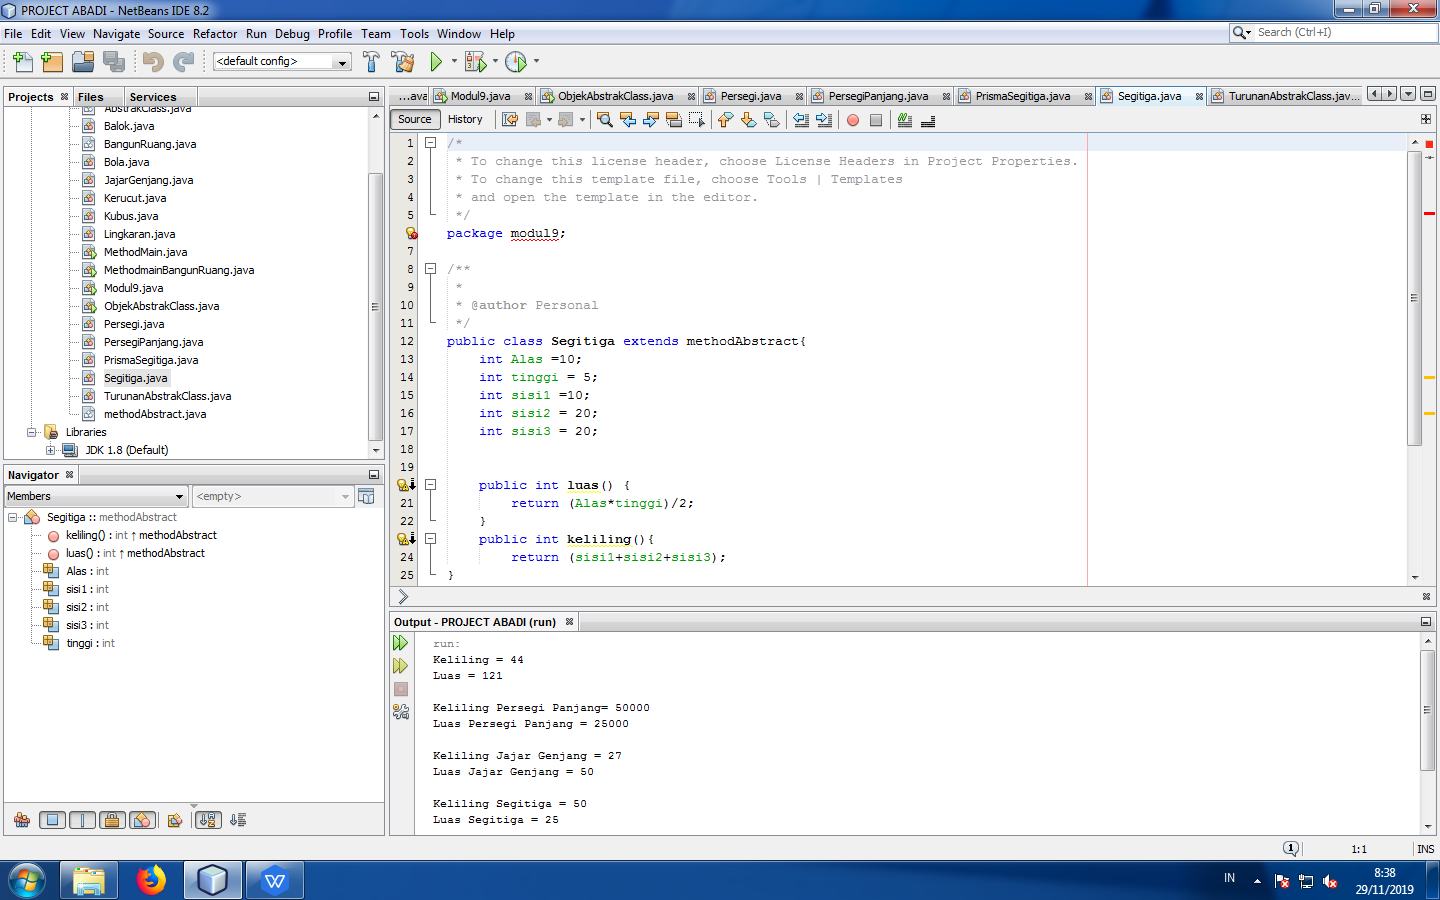 PROJECT ABADI - NetBeans IDE 8.2
File Edit View Navigate Source Refactor Run Debug Profile Team Tools Window Help
Search (Ctrl+I)
<default config>
Projects Files Services
AbstrakClass.java
Balok.java
BangunRuang.java
Bola.java
JajarGenjang.java
Kerucut.java
Kubus.java
Lingkaran.java
MethodMain.java
MethodmainBangunRuang.java
Modul9.java
ObjekAbstrakClass.java
Persegi.java
PersegiPanjang.java
PrismaSegitiga.java
Segitiga.java
TurunanAbstrakClass.java
methodAbstract.java
Libraries
JDK 1.8 (Default)
Navigator
Members
<empty>
Segitiga :: methodAbstract
keliling() : int ↑ methodAbstract
luas() : int ↑ methodAbstract
Alas : int
sisi1 : int
sisi2 : int
sisi3 : int
tinggi : int
...ava Modul9.java ObjekAbstrakClass.java Persegi.java PersegiPanjang.java PrismaSegitiga.java Segitiga.java TurunanAbstrakClass.jav...
Source History
1 /*
2 * To change this license header, choose License Headers in Project Properties.
3 * To change this template file, choose Tools | Templates
4 * and open the template in the editor.
5 */
package modul9;
7
8 /**
9 *
10 * @author Personal
11 */
12 public class Segitiga extends methodAbstract{
13 int Alas =10;
14 int tinggi = 5;
15 int sisi1 =10;
16 int sisi2 = 20;
17 int sisi3 = 20;
18
19
public int luas() {
21 return (Alas*tinggi)/2;
22 }
public int keliling(){
24 return (sisi1+sisi2+sisi3);
25 }
Output - PROJECT ABADI (run)
run:
Keliling = 44
Luas = 121
Keliling Persegi Panjang= 50000
Luas Persegi Panjang = 25000
Keliling Jajar Genjang = 27
Luas Jajar Genjang = 50
Keliling Segitiga = 50
Luas Segitiga = 25
1 1:1 INS
IN
8:38
29/11/2019